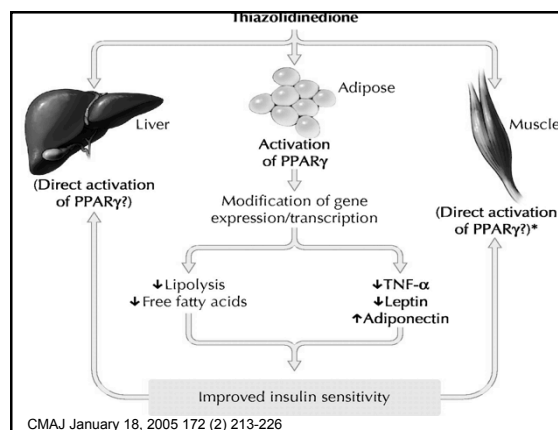 Thiazolidinedione
Liver
Adipose
Muscle
Activation
of PPARγ
(Direct activation
of PPARγ?)
(Direct activation
of PPARγ?)*
Modification of gene
expression/transcription
↓Lipolysis
↓Free fatty acids
↓TNF-α
↓Leptin
↑Adiponectin
Improved insulin sensitivity
CMAJ January 18, 2005 172 (2) 213-226